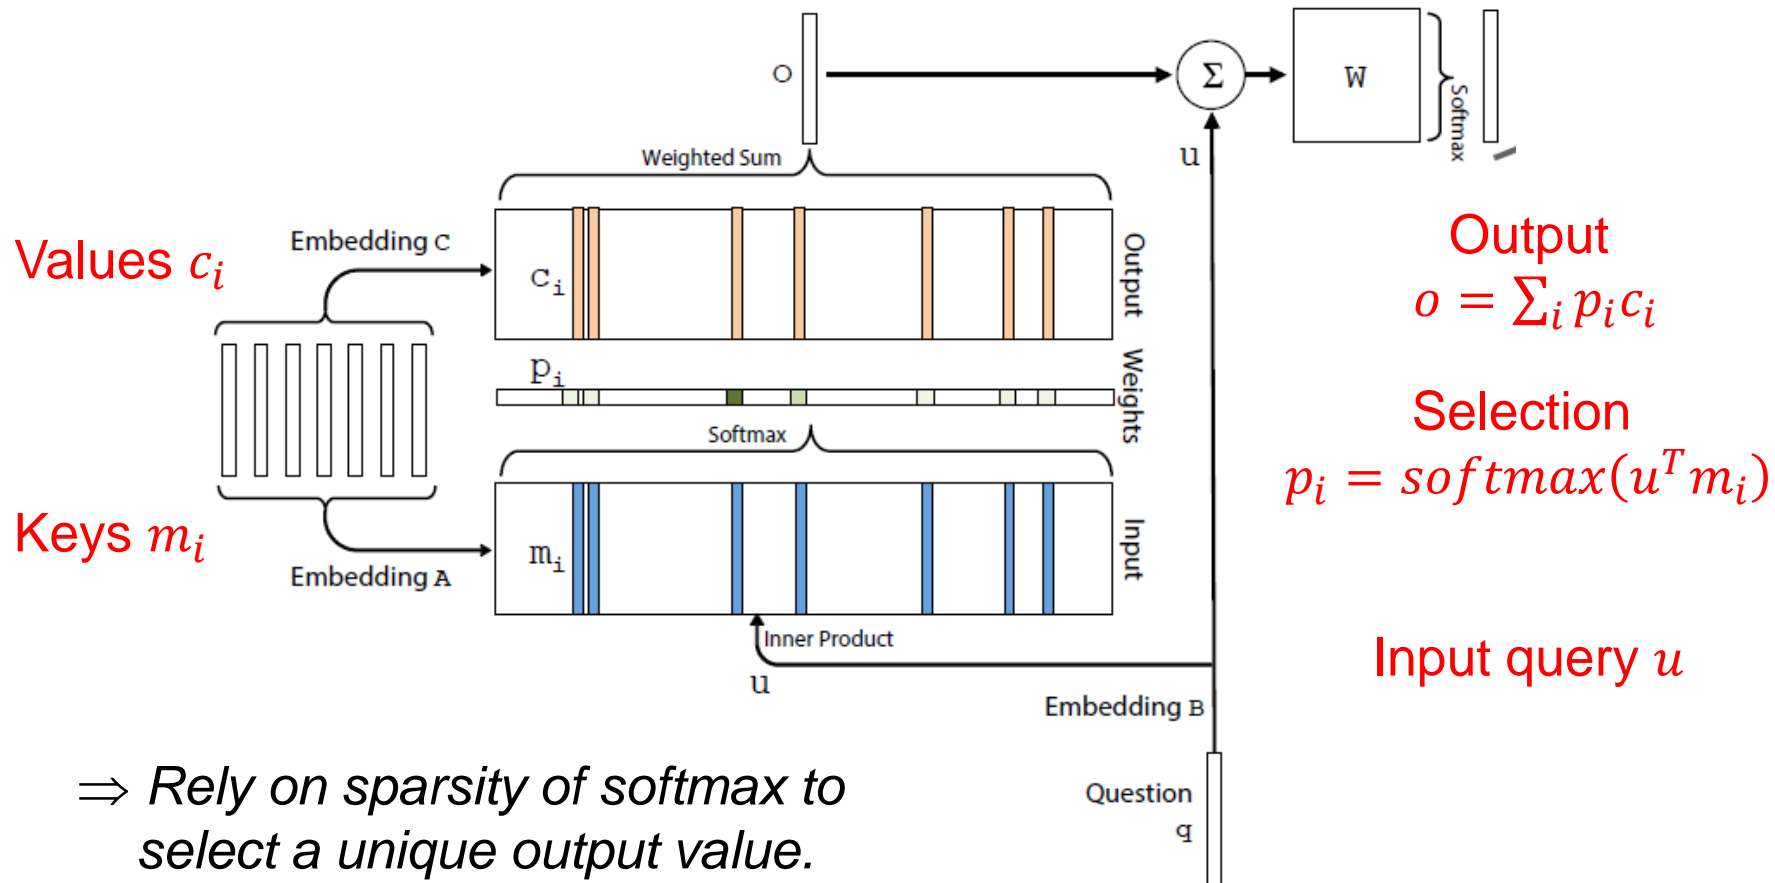 O
Σ
W
Softmax
u
Weighted Sum
Values c_i
Embedding C
c_i
Output
Output
o = ∑_i p_i c_i
p_i
Weights
Softmax
Selection
p_i = softmax(u^T m_i)
Keys m_i
Embedding A
m_i
Input
Inner Product
u
Input query u
Embedding B
Question
q
⇒ Rely on sparsity of softmax to
select a unique output value.